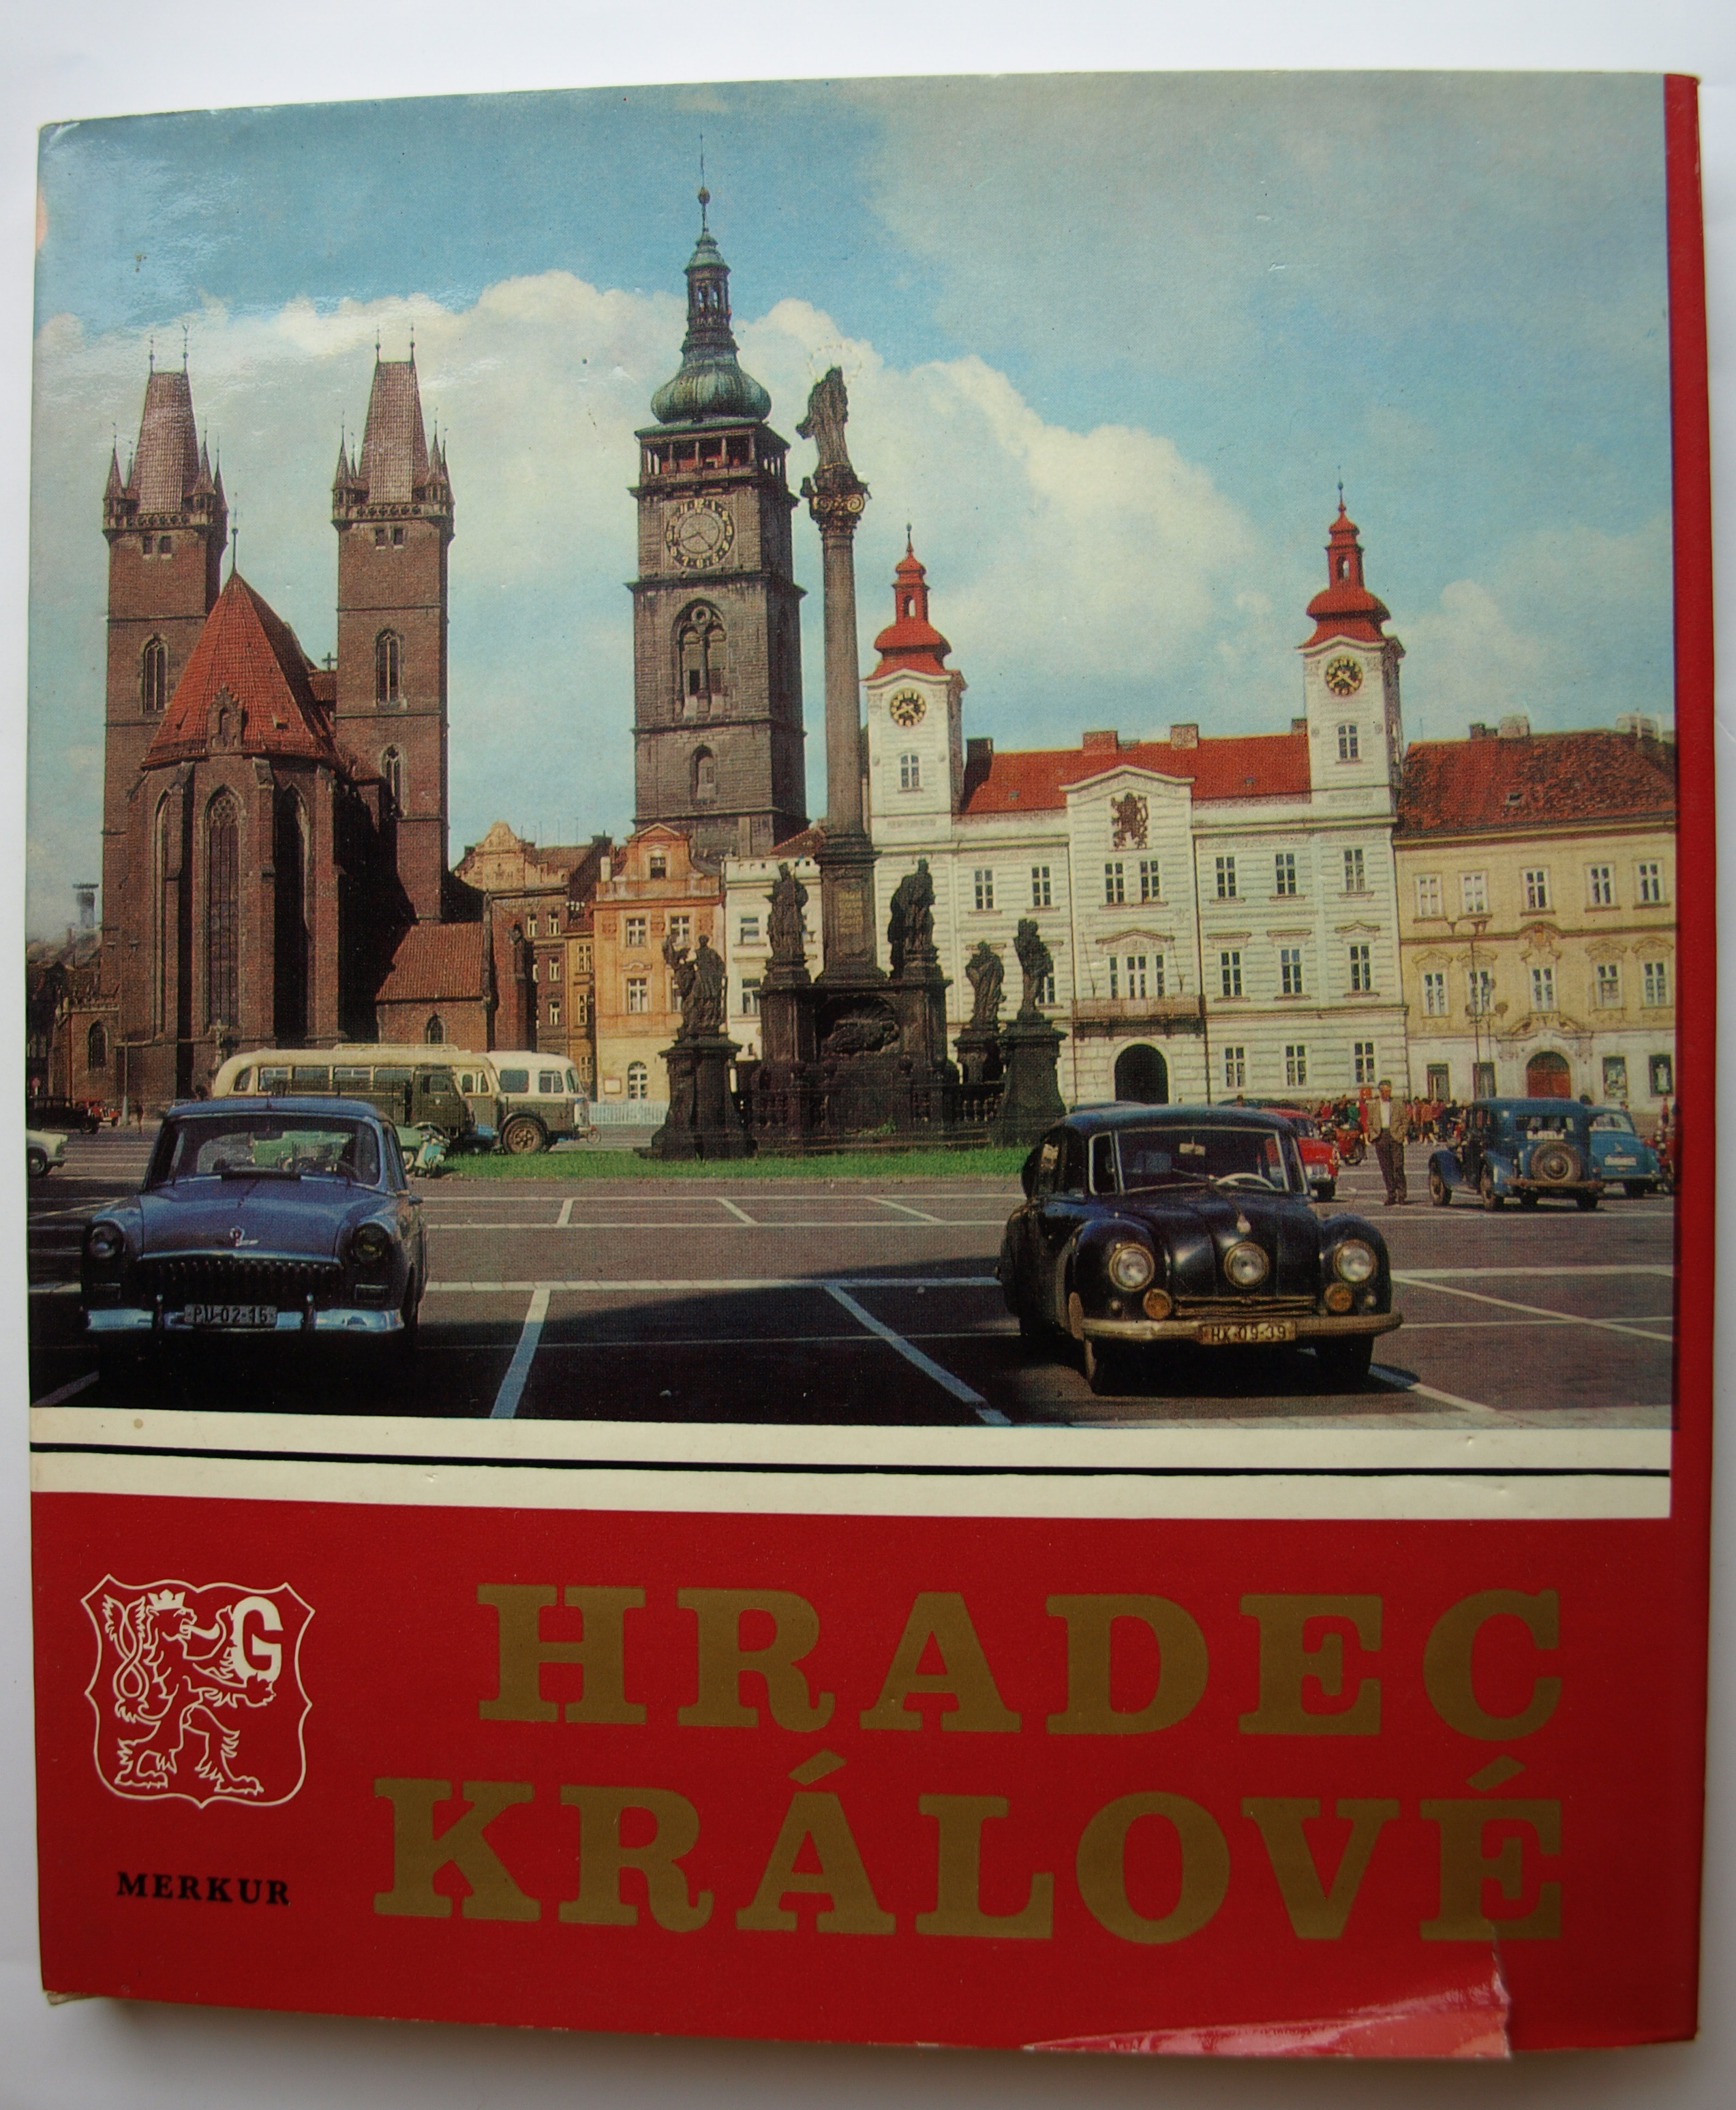 PU-02-15
HK-09-39
G
HRADEC
KRÁLOVÉ
MERKUR